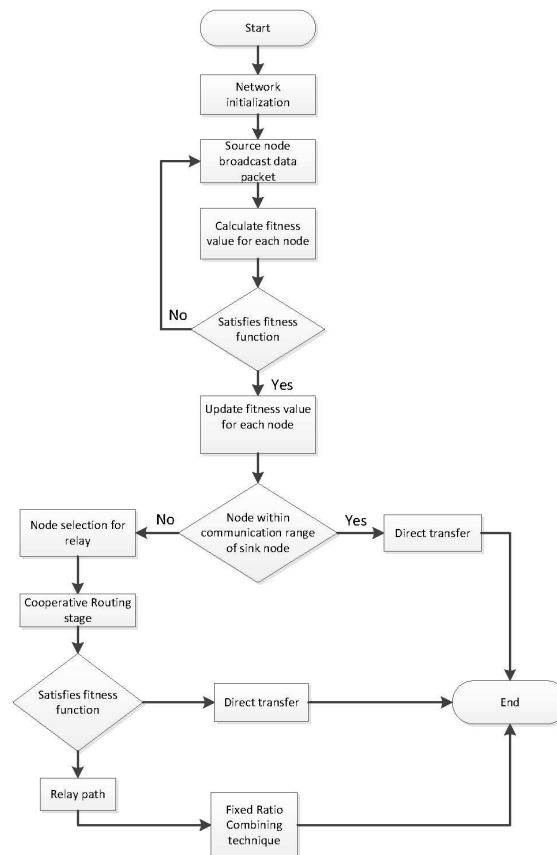 Start
Network
initialization
Source node
broadcast data
packet
Calculate fitness
value for each node
No
Satisfies fitness
function
Yes
Update fitness value
for each node
Node selection for
relay
No
Node within
communication range
of sink node
Yes
Direct transfer
Cooperative Routing
stage
Satisfies fitness
function
Direct transfer
End
Relay path
Fixed Ratio
Combining
technique